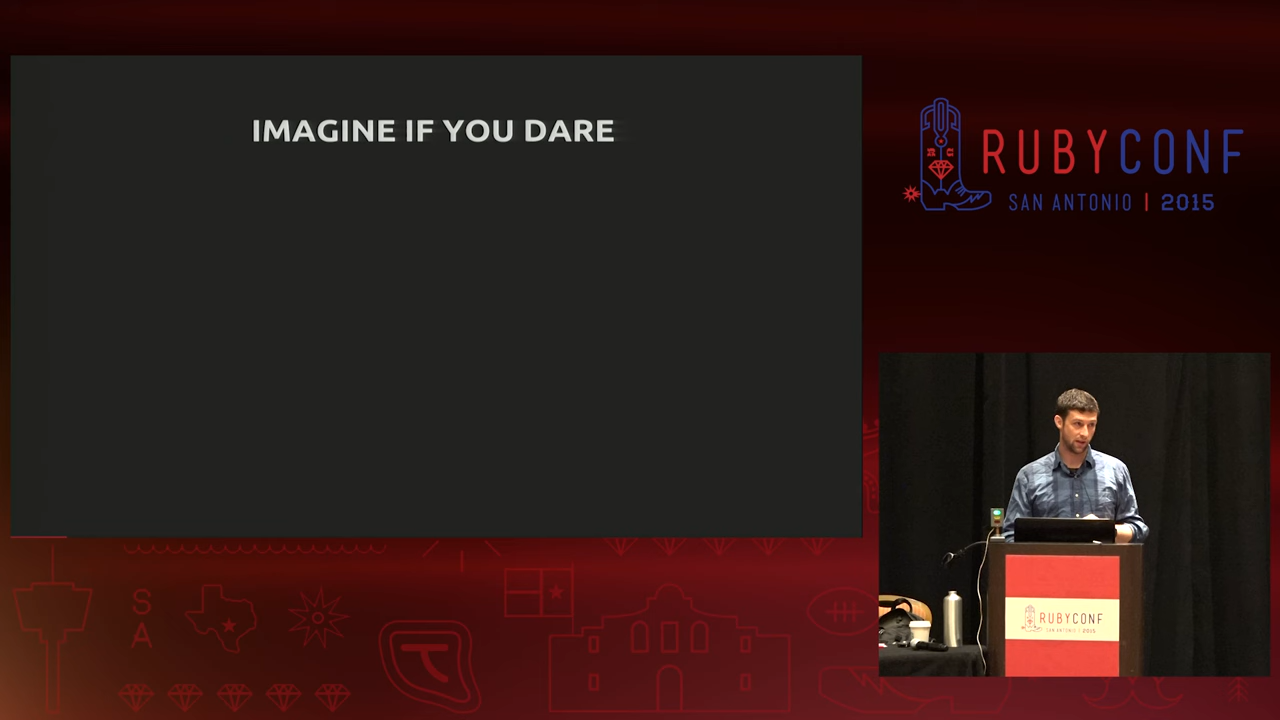 IMAGINE IF YOU DARE
RUBYCONF
SAN ANTONIO | 2015
S
A
RUBYCONF
SAN ANTONIO | 2015